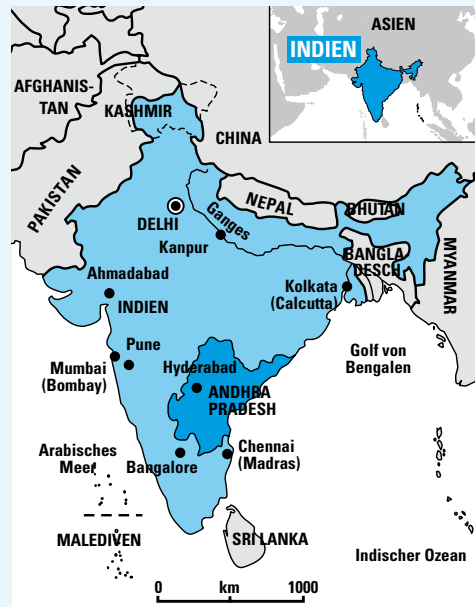 ASIEN
INDIEN
AFGHANIS-
TAN
KASHMIR
CHINA
PAKISTAN
DELHI
Ganges
NEPAL
BHUTAN
Kanpur
BANGLA
DESCH
MYANMAR
Ahmadabad
INDIEN
Kolkata
(Calcutta)
Pune
Mumbai
(Bombay)
Hyderabad
Golf von
Bengalen
ANDHRA
PRADESH
Arabisches
Meer
Bangalore
Chennai
(Madras)
MALEDIVEN
SRI LANKA
Indischer Ozean
0 km 1000